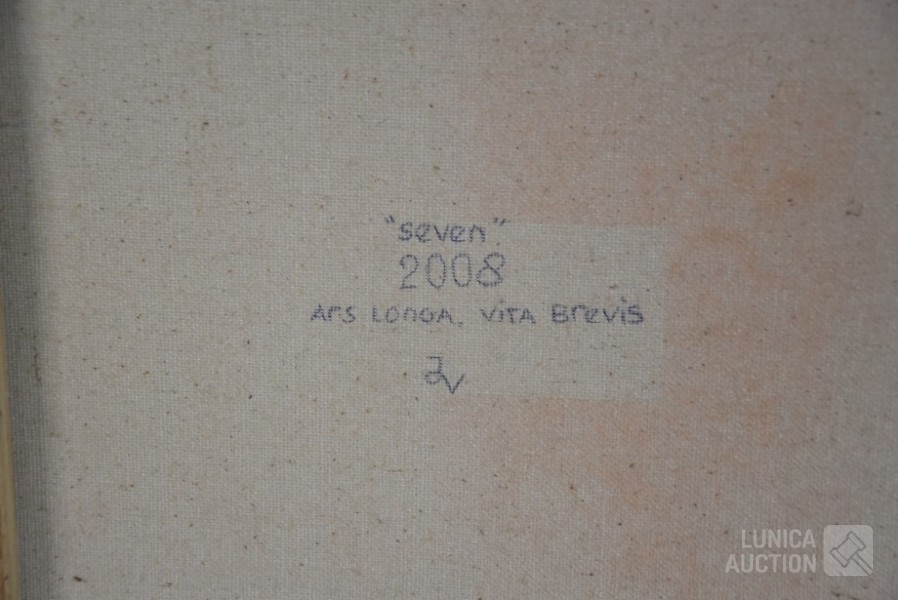 "seven"
2008
Ars Longa, vita Brevis
LUNICA
AUCTION